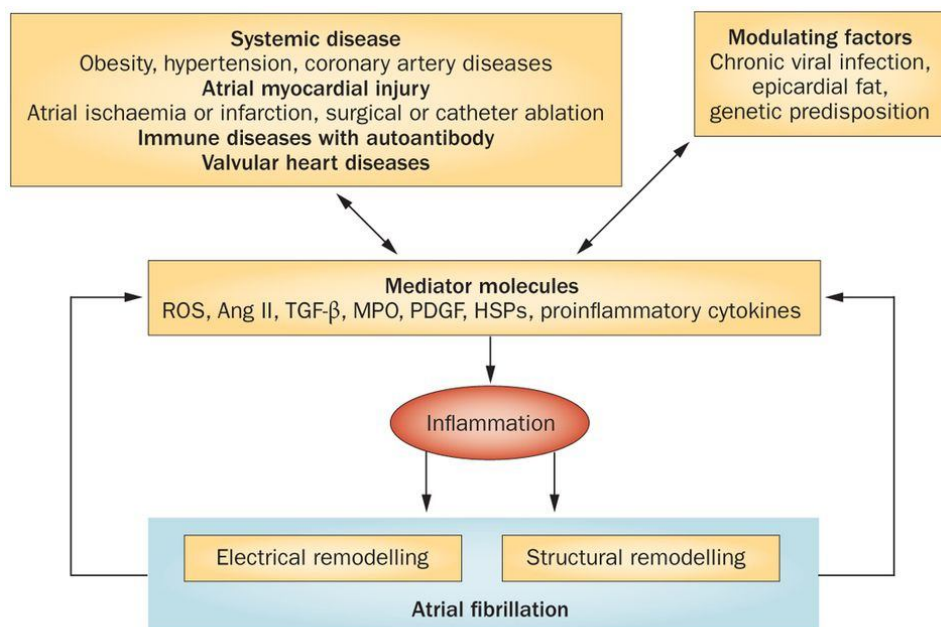 Systemic disease
Obesity, hypertension, coronary artery diseases
Atrial myocardial injury
Atrial ischaemia or infarction, surgical or catheter ablation
Immune diseases with autoantibody
Valvular heart diseases
Modulating factors
Chronic viral infection,
epicardial fat,
genetic predisposition
Mediator molecules
ROS, Ang II, TGF-β, MPO, PDGF, HSPs, proinflammatory cytokines
Inflammation
Electrical remodelling
Structural remodelling
Atrial fibrillation